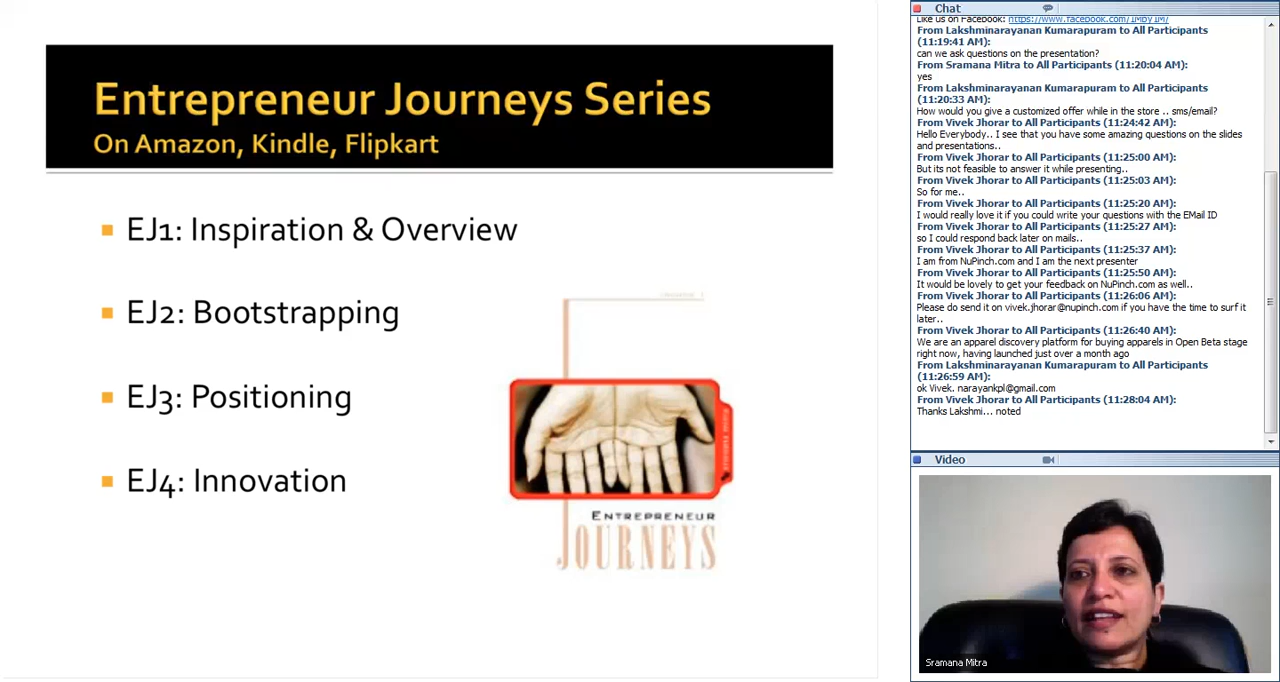 Entrepreneur Journeys Series
On Amazon, Kindle, Flipkart
EJ1: Inspiration & Overview
EJ2: Bootstrapping
EJ3: Positioning
EJ4: Innovation
ENTREPRENEUR
JOURNEYS
Chat
Like us on Facebook: https://www.facebook.com/1Mby1M/
From Lakshminarayanan Kumarapuram to All Participants
(11:19:41 AM):
can we ask questions on the presentation?
From Sramana Mitra to All Participants (11:20:04 AM):
yes
From Lakshminarayanan Kumarapuram to All Participants
(11:20:33 AM):
How would you give a customized offer while in the store .. sms/email?
From Vivek Jhorar to All Participants (11:24:42 AM):
Hello Everybody.. I see that you have some amazing questions on the slides
and presentations..
From Vivek Jhorar to All Participants (11:25:00 AM):
But its not feasible to answer it while presenting..
From Vivek Jhorar to All Participants (11:25:03 AM):
So for me..
From Vivek Jhorar to All Participants (11:25:20 AM):
I would really love it if you could write your questions with the EMail ID
From Vivek Jhorar to All Participants (11:25:27 AM):
so I could respond back later on mails..
From Vivek Jhorar to All Participants (11:25:37 AM):
I am from NuPinch.com and I am the next presenter
From Vivek Jhorar to All Participants (11:25:50 AM):
It would be lovely to get your feedback on NuPinch.com as well..
From Vivek Jhorar to All Participants (11:26:06 AM):
Please do send it on vivek.jhorar@nupinch.com if you have the time to surf it
later..
From Vivek Jhorar to All Participants (11:26:40 AM):
We are an apparel discovery platform for buying apparels in Open Beta stage
right now, having launched just over a month ago
From Lakshminarayanan Kumarapuram to All Participants
(11:26:59 AM):
ok Vivek. narayankpl@gmail.com
From Vivek Jhorar to All Participants (11:28:04 AM):
Thanks Lakshmi... noted
Video
Sramana Mitra